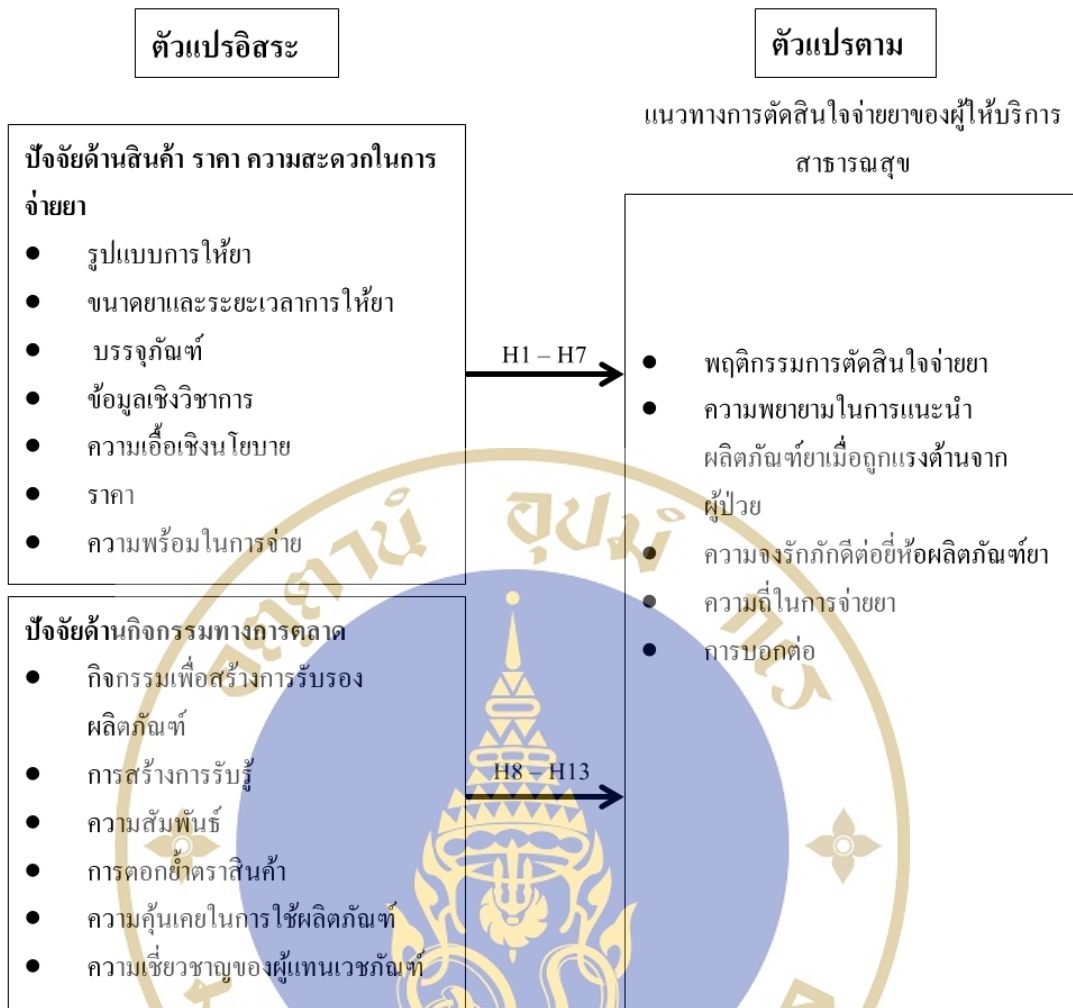 ตัวแปรอิสระ
ตัวแปรตาม
แนวทางการตัดสินใจจ่ายยาของผู้ให้บริการ
สาธารณสุข
ปัจจัยด้านสินค้า ราคา ความสะดวกในการ
จ่ายยา
● รูปแบบการให้ยา
● ขนาดยาและระยะเวลาการให้ยา
● บรรจุภัณฑ์
● ข้อมูลเชิงวิชาการ
● ความเอื้อเชิงนโยบาย
● ราคา
● ความพร้อมในการจ่าย
H1 – H7
● พฤติกรรมการตัดสินใจจ่ายยา
● ความพยายามในการแนะนำ
ผลิตภัณฑ์ยาเมื่อถูกแรงต้านจาก
ผู้ป่วย
● ความจงรักภักดีต่อยี่ห้อผลิตภัณฑ์ยา
● ความถี่ในการจ่ายยา
● การบอกต่อ
ปัจจัยด้านกิจกรรมทางการตลาด
● กิจกรรมเพื่อสร้างการรับรอง
ผลิตภัณฑ์
● การสร้างการรับรู้
● ความสัมพันธ์
● การตอกย้ำตราสินค้า
● ความคุ้นเคยในการใช้ผลิตภัณฑ์
● ความเชี่ยวชาญของผู้แทนเวชภัณฑ์
H8 – H13
อตฺตานํ อุปมํ กเร